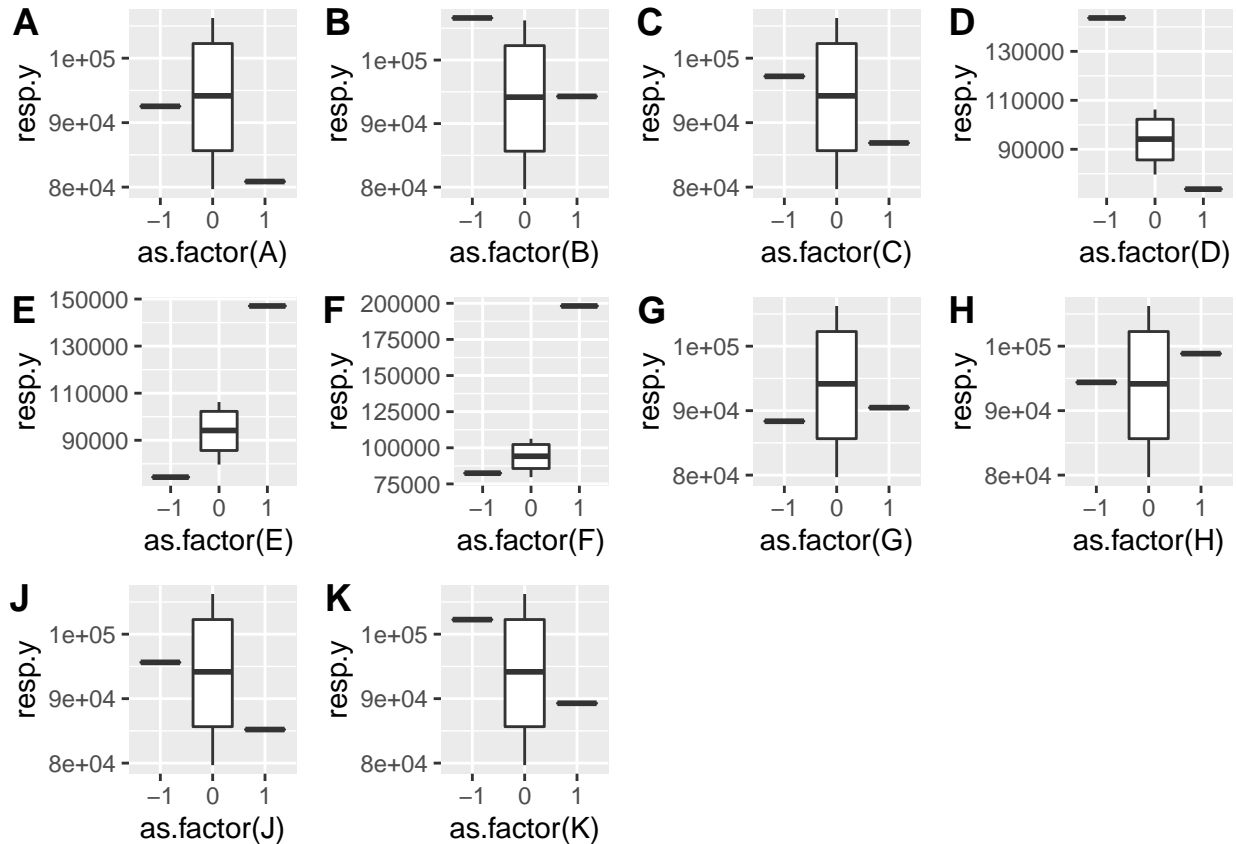 A
resp.y
1e+05
9e+04
8e+04
−1 0 1
as.factor(A)
B
resp.y
1e+05
9e+04
8e+04
−1 0 1
as.factor(B)
C
resp.y
1e+05
9e+04
8e+04
−1 0 1
as.factor(C)
D
resp.y
130000
110000
90000
−1 0 1
as.factor(D)
E
resp.y
150000
130000
110000
90000
−1 0 1
as.factor(E)
F
resp.y
200000
175000
150000
125000
100000
75000
−1 0 1
as.factor(F)
G
resp.y
1e+05
9e+04
8e+04
−1 0 1
as.factor(G)
H
resp.y
1e+05
9e+04
8e+04
−1 0 1
as.factor(H)
J
resp.y
1e+05
9e+04
8e+04
−1 0 1
as.factor(J)
K
resp.y
1e+05
9e+04
8e+04
−1 0 1
as.factor(K)